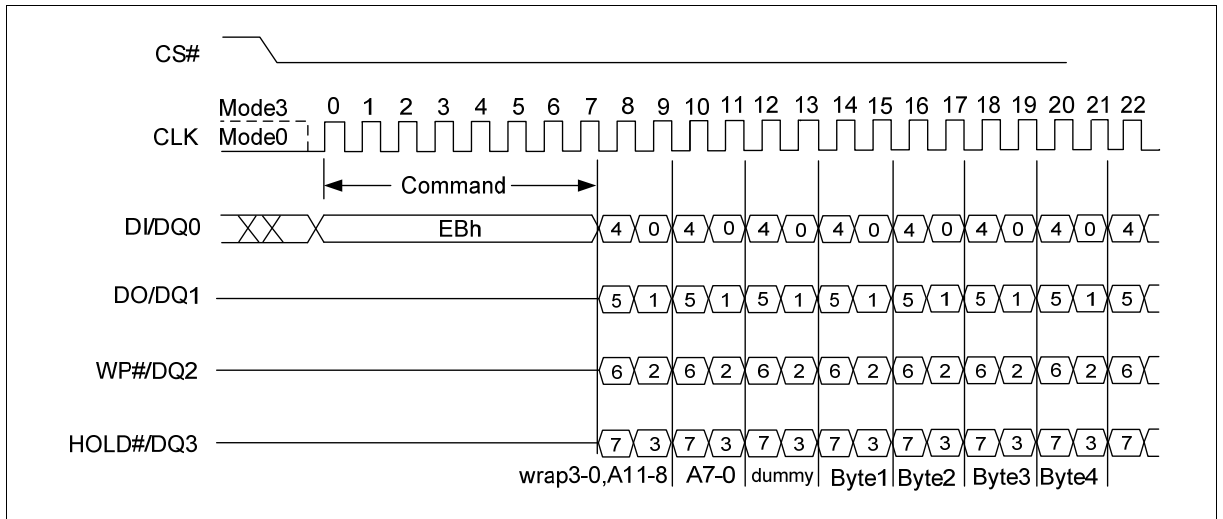 CS#
Mode3 0 1 2 3 4 5 6 7 8 9 10 11 12 13 14 15 16 17 18 19 20 21 22
CLK Mode0
Command
DI/DQ0 EBh 4 0 4 0 4 0 4 0 4 0 4 0 4 0 4
DO/DQ1 5 1 5 1 5 1 5 1 5 1 5 1 5 1 5
WP#/DQ2 6 2 6 2 6 2 6 2 6 2 6 2 6 2 6
HOLD#/DQ3 7 3 7 3 7 3 7 3 7 3 7 3 7 3 7
wrap3-0,A11-8 A7-0 dummy Byte1 Byte2 Byte3 Byte4